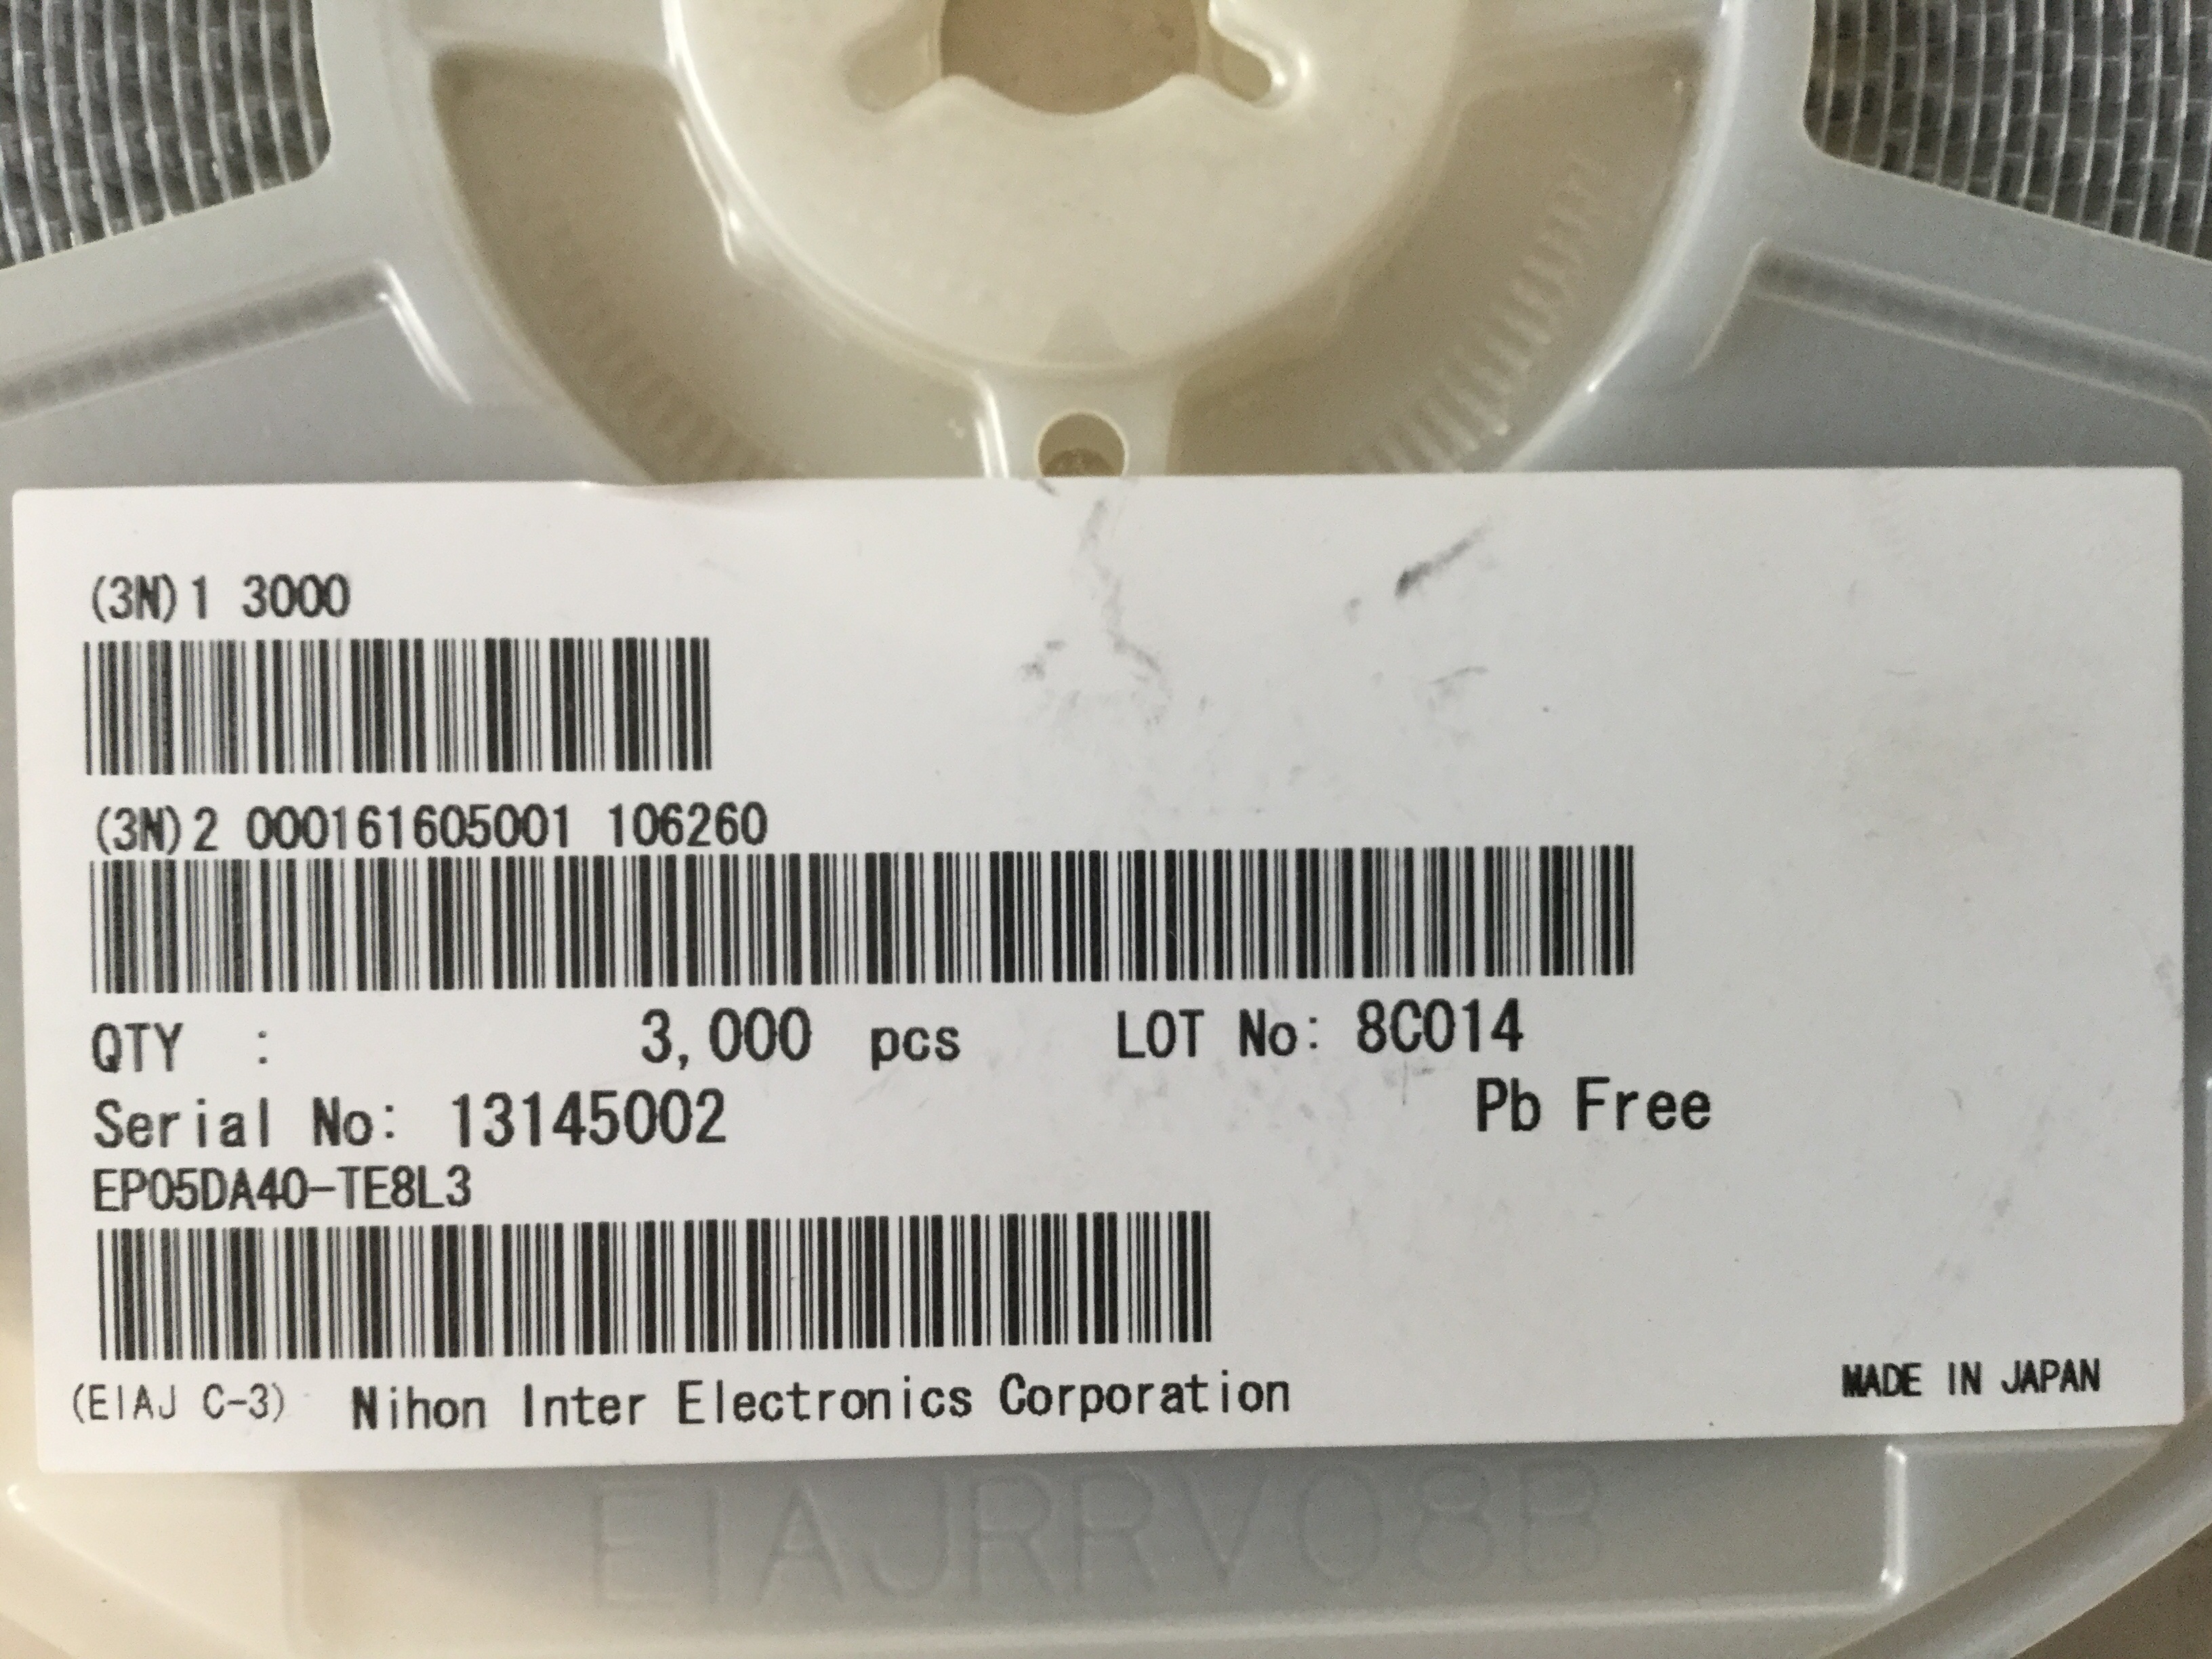 (3N)1 3000
(3N)2 000161605001 106260
QTY : 3,000 pcs LOT No: 8C014
Serial No: 13145002 Pb Free
EP05DA40-TE8L3
(EIAJ C-3) Nihon Inter Electronics Corporation MADE IN JAPAN
EIAJRRV08B